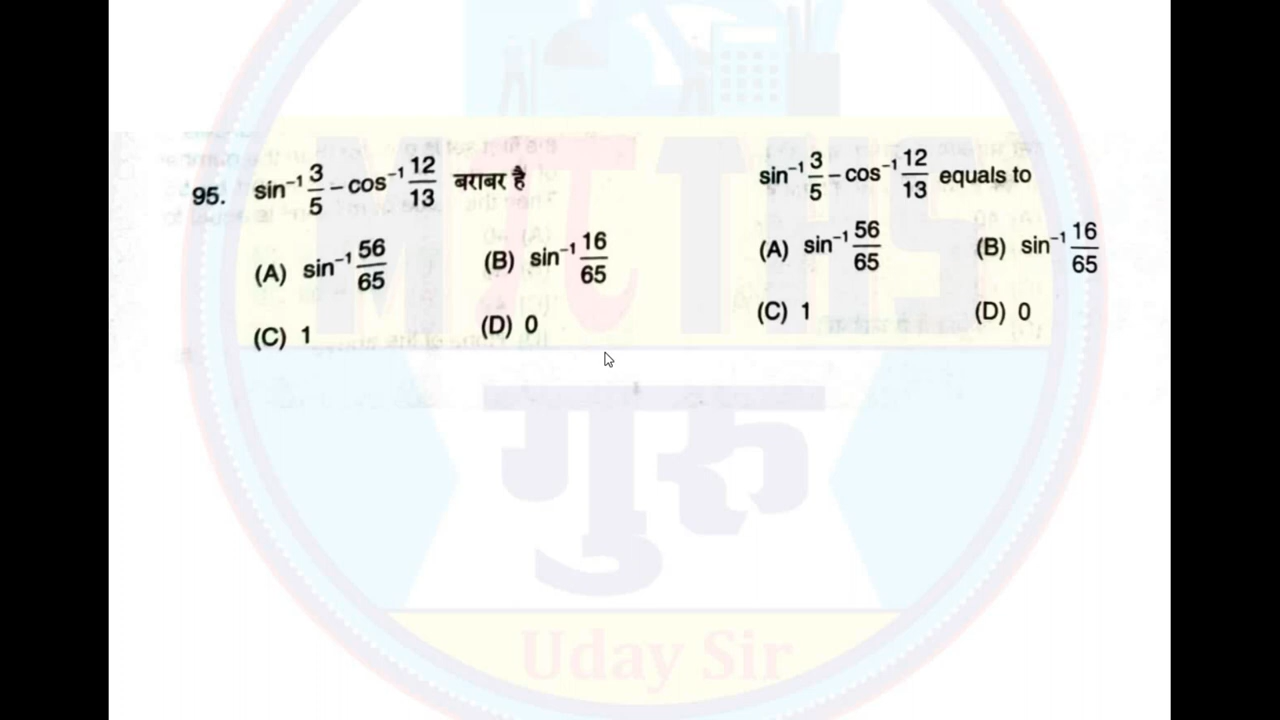 95. sin⁻¹ 3/5 – cos⁻¹ 12/13 बराबर है
(A) sin⁻¹ 56/65 (B) sin⁻¹ 16/65
(C) 1 (D) 0
sin⁻¹ 3/5 – cos⁻¹ 12/13 equals to
(A) sin⁻¹ 56/65 (B) sin⁻¹ 16/65
(C) 1 (D) 0
MπTHS
गुरु
Uday Sir